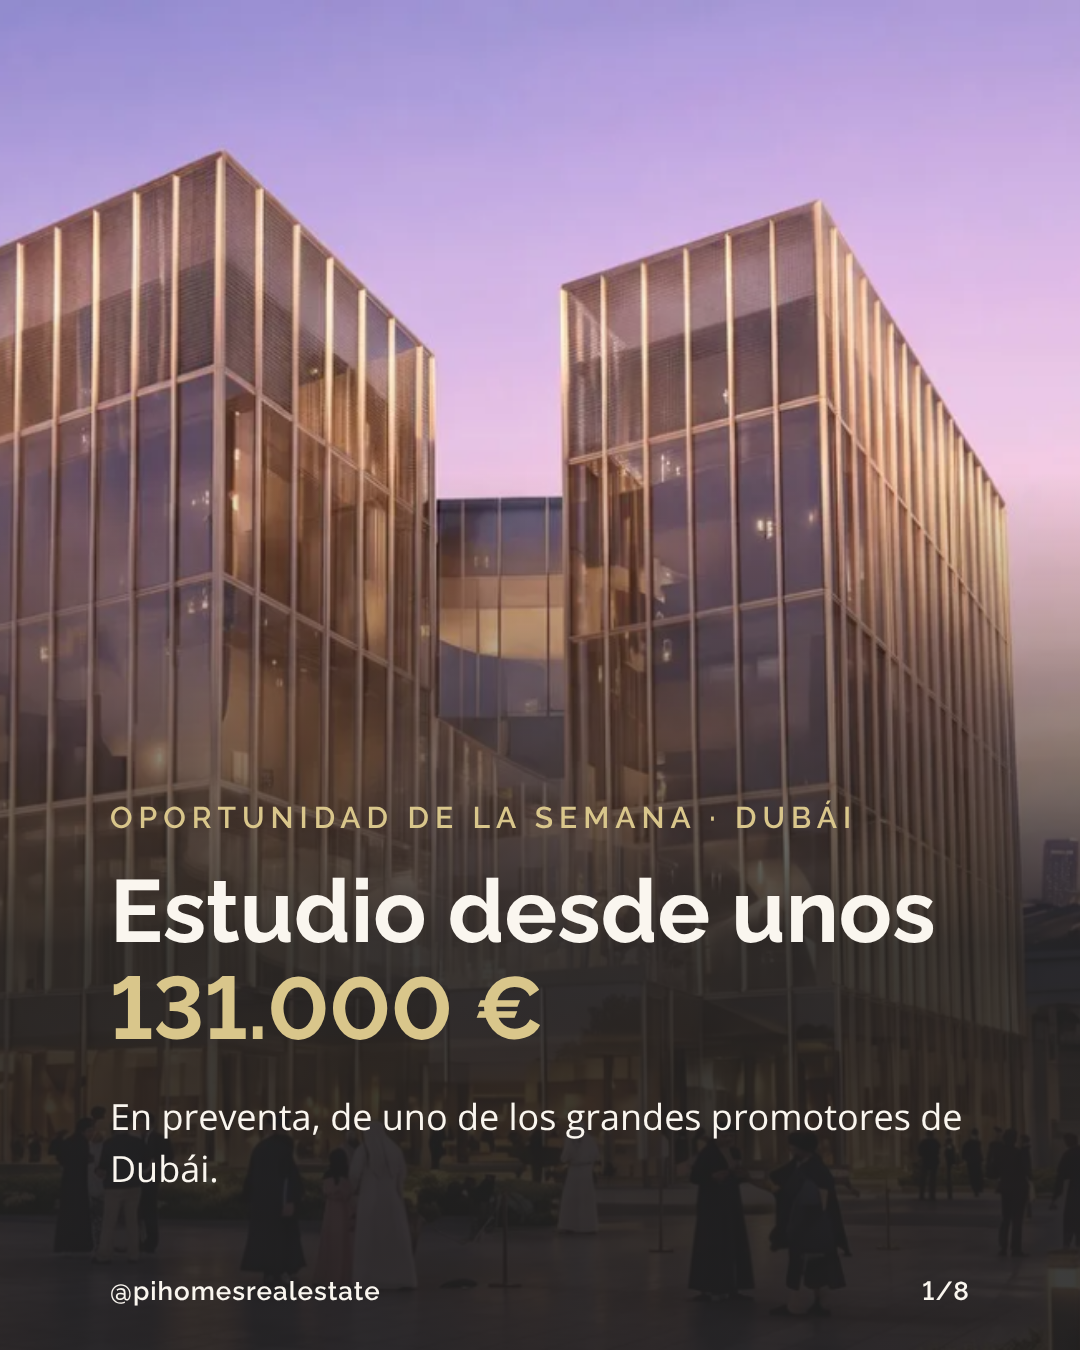 OPORTUNIDAD DE LA SEMANA · DUBÁI
Estudio desde unos
131.000 €
En preventa, de uno de los grandes promotores de
Dubái.
@pihomesrealestate
1/8